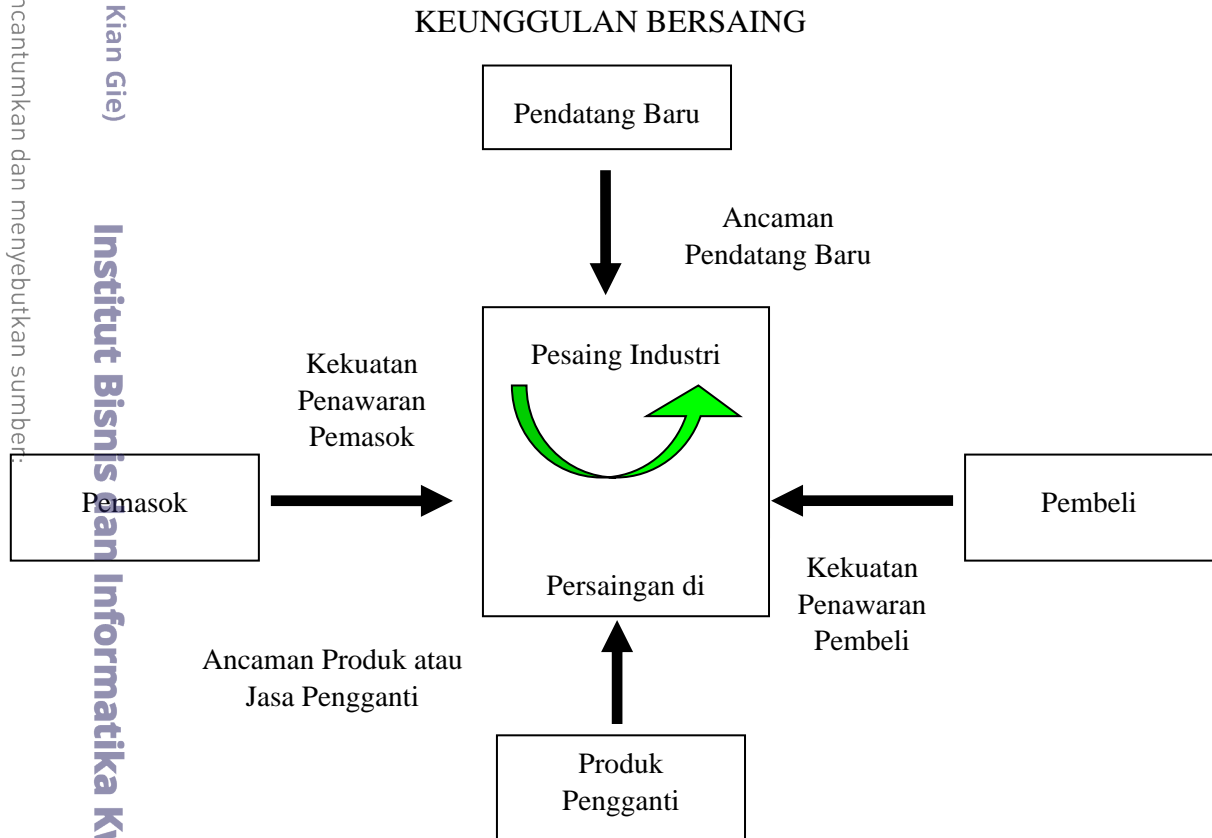 KEUNGGULAN BERSAING
Pendatang Baru
Ancaman
Pendatang Baru
Pesaing Industri
Kekuatan
Penawaran
Pemasok
Pemasok
Pembeli
Persaingan di
Kekuatan
Penawaran
Pembeli
Ancaman Produk atau
Jasa Pengganti
Produk
Pengganti
Kian Gie)
Institut Bisnis dan Informatika
dan menyebutkan sumber: